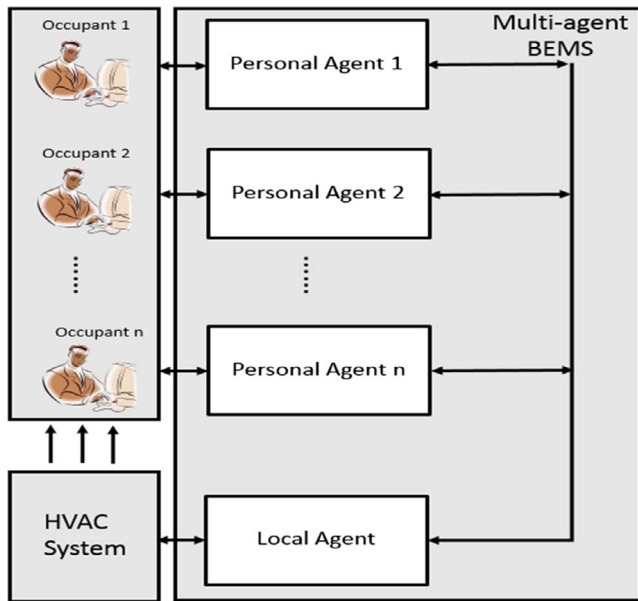 Occupant 1
Personal Agent 1
Multi-agent
BEMS
Occupant 2
Personal Agent 2
Occupant n
Personal Agent n
HVAC
System
Local Agent